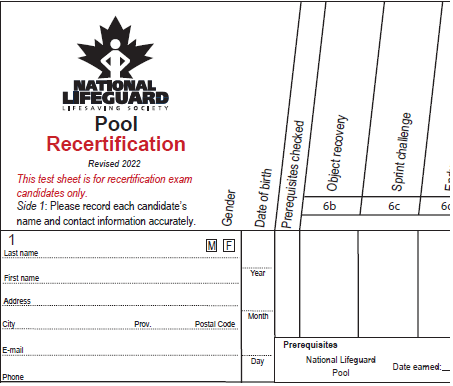 NATIONAL
LIFEGUARD
LIFESAVING SOCIETY
Pool
Recertification
Revised 2022
This test sheet is for recertification exam
candidates only.
Side 1: Please record each candidate's
name and contact information accurately.
Gender
Date of birth
Prerequisites checked
Object recovery
Sprint challenge
6b
6c
1
M F
Last name
First name
Address
City Prov. Postal Code
E-mail
Phone
Year
Month
Day
Prerequisites
National Lifeguard
Pool
Date earned: